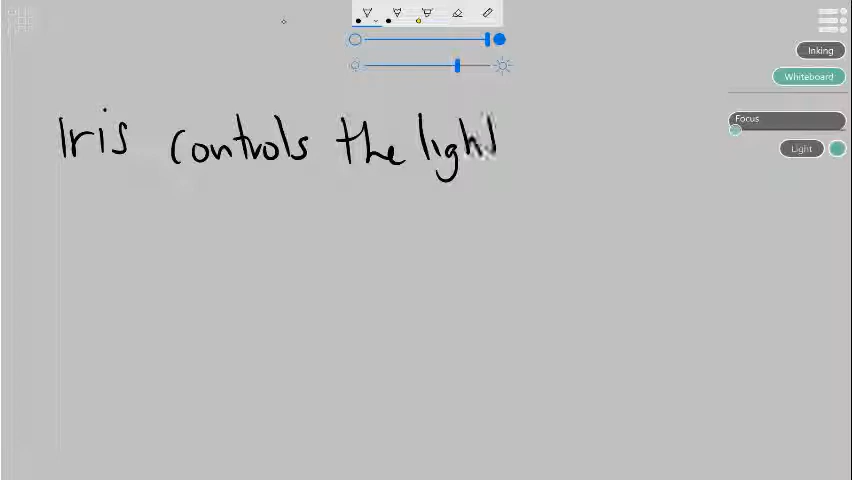 Inking
Whiteboard
Focus
Light
Iris controls the light